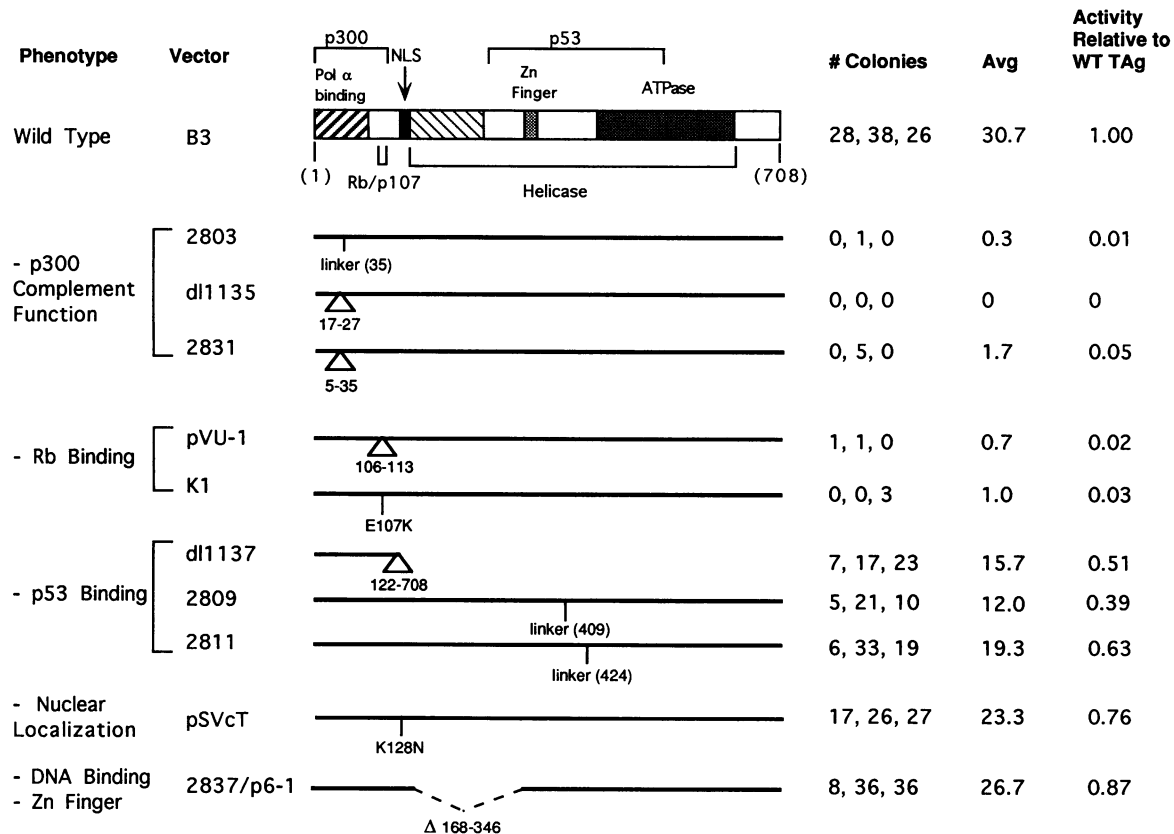 Phenotype Vector # Colonies Avg Activity Relative to WT TAg
p300 p53
NLS
Pol α binding Zn Finger ATPase
Wild Type B3 28, 38, 26 30.7 1.00
(1) Rb/p107 Helicase (708)
- p300 Complement Function
2803 0, 1, 0 0.3 0.01
linker (35)
dl1135 0, 0, 0 0 0
17-27
2831 0, 5, 0 1.7 0.05
5-35
- Rb Binding
pVU-1 1, 1, 0 0.7 0.02
106-113
K1 0, 0, 3 1.0 0.03
E107K
- p53 Binding
dl1137 7, 17, 23 15.7 0.51
122-708
2809 5, 21, 10 12.0 0.39
linker (409)
2811 6, 33, 19 19.3 0.63
linker (424)
- Nuclear Localization pSVcT 17, 26, 27 23.3 0.76
K128N
- DNA Binding
- Zn Finger 2837/p6-1 8, 36, 36 26.7 0.87
Δ 168-346